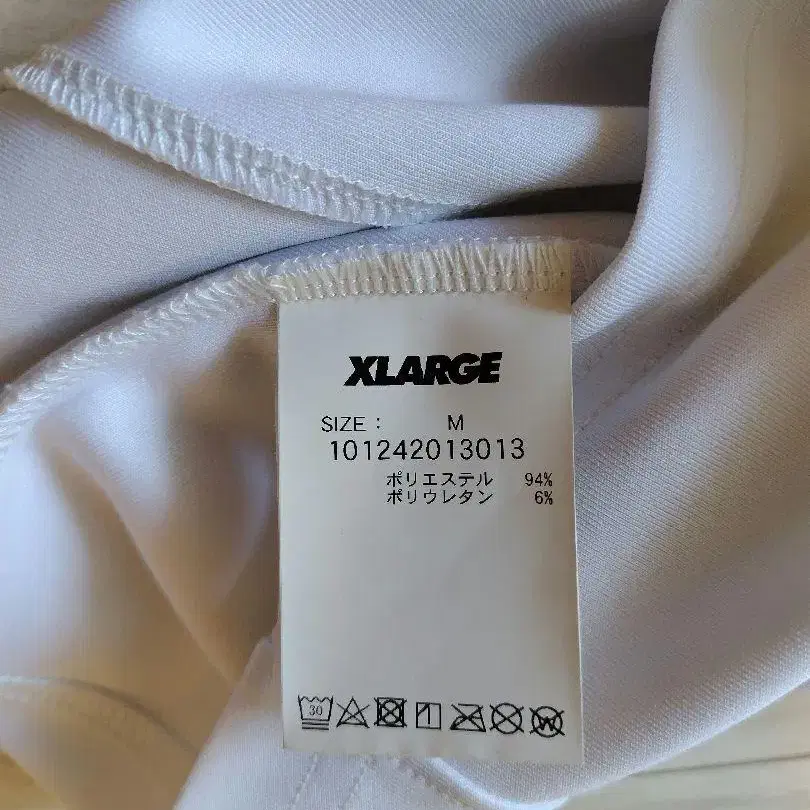 XLARGE
SIZE： M
101242013013
ポリエステル 94%
ポリウレタン 6%
30
W